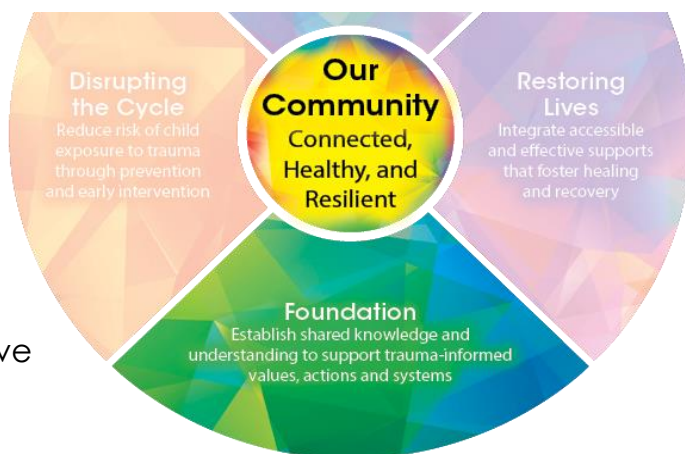 Our
Community
Connected,
Healthy, and
Resilient
Disrupting
the Cycle
Reduce risk of child
exposure to trauma
through prevention
and early intervention
Restoring
Lives
Integrate accessible
and effective supports
that foster healing
and recovery
Foundation
Establish shared knowledge and
understanding to support trauma-informed
values, actions and systems
ve